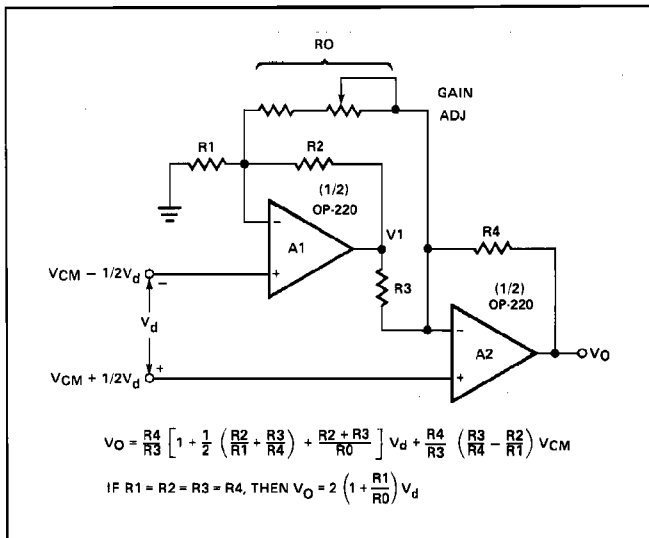 RO
GAIN
ADJ
R1
R2
(1/2)
OP-220
A1
V1
R3
R4
(1/2)
OP-220
A2
VCM – 1/2Vd
–
Vd
+
VCM + 1/2Vd
– +
– +
VO
VO = R4/R3 [1 + 1/2 (R2/R1 + R3/R4) + R2 + R3/R0] Vd + R4/R3 (R3/R4 – R2/R1) VCM
IF R1 = R2 = R3 = R4, THEN VO = 2 (1 + R1/R0) Vd